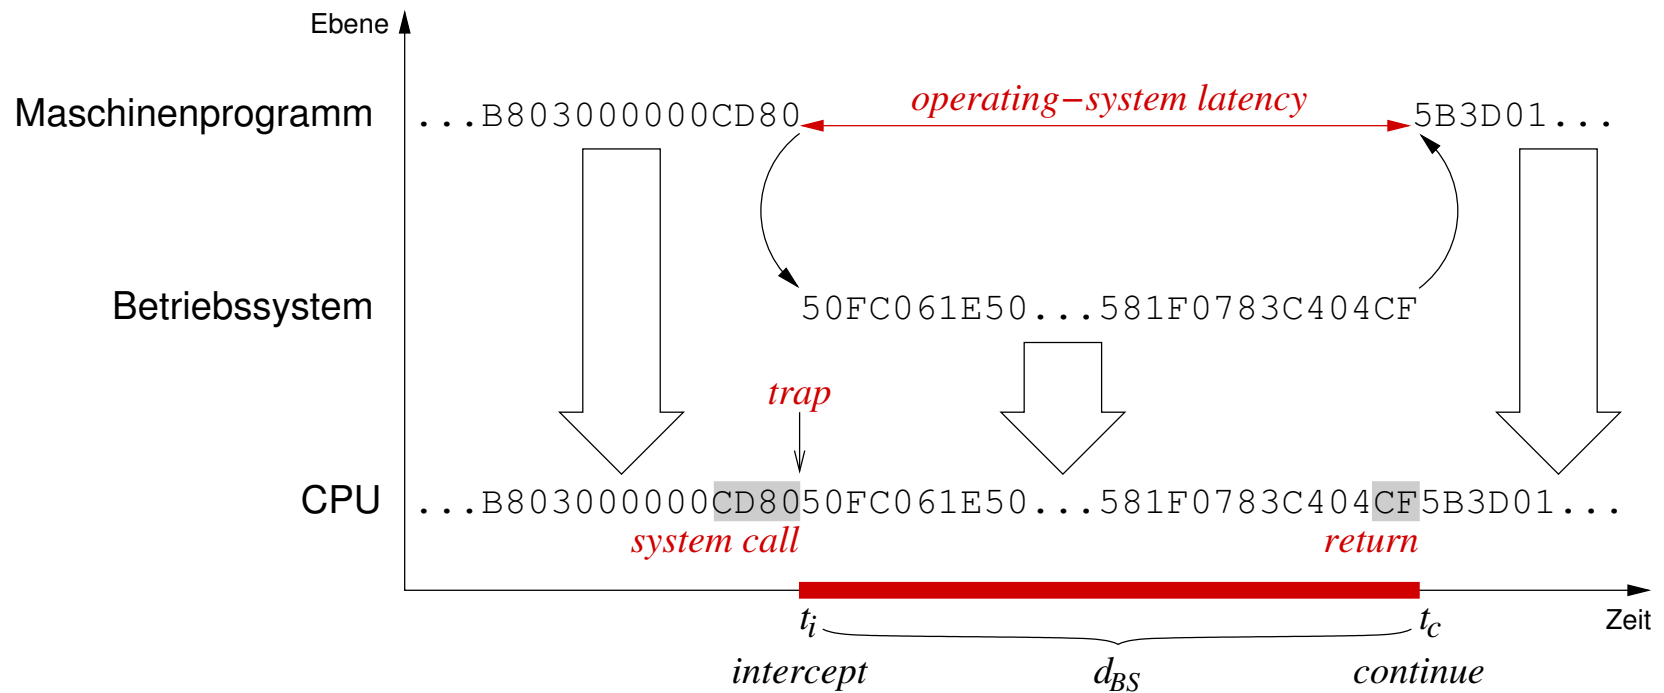 Ebene
Maschinenprogramm ...B803000000CD80 operating-system latency 5B3D01...
Betriebssystem 50FC061E50...581F0783C404CF
trap
CPU ...B803000000CD8050FC061E50...581F0783C404CF5B3D01...
system call return
ti tc Zeit
intercept dBS continue